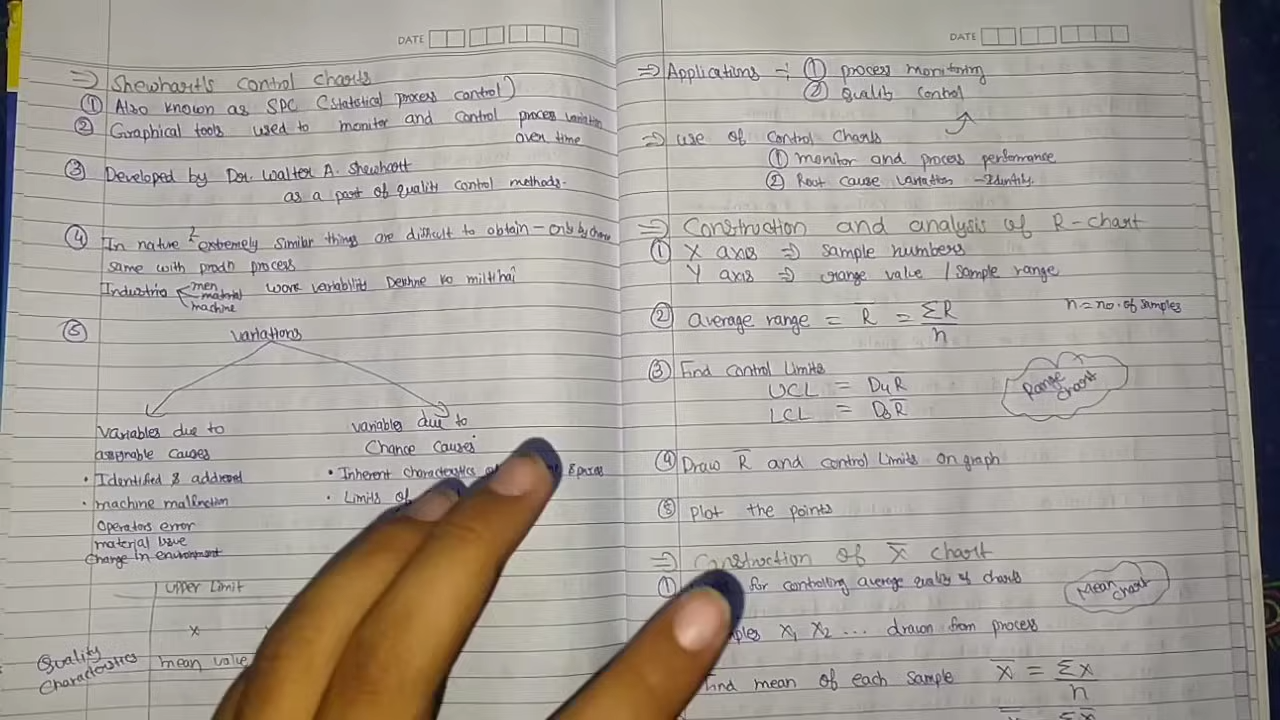 DATE
⇒ Shewhart's control charts
① Also known as SPC (Statistical process control)
② Graphical tools used to monitor and control process variation
over time
③ Developed by Dr. Walter A. Shewhart
as a part of quality control methods.
④ In nature 2 extremely similar things are difficult to obtain - only by chance
same with prodn process
Industria men work variability
material
machine
⑤ Variations
Variables due to
assignable causes
• Identified & addressed
• machine malfunction
Operators error
material issue
Change in environment
variables due to
Chance causes
• Inherent characteristics
• Limits of
Upper Limit
x
Quality
Characteristics
mean value
DATE
⇒ Applications :- ① process monitoring
② Quality control
⇒ Use of Control Charts
① monitor and process performance
② Root cause variation - Identify.
⇒ Construction and analysis of R-chart
① X axis ⇒ sample numbers
Y axis ⇒ range value / sample range
② average range = R̅ = ΣR/n n = no. of samples
③ Find control Limits
UCL = D4R̅
LCL = D3R̅
Range chart
④ Draw R̅ and control Limits on graph
⑤ Plot the points
⇒ Construction of X̅ chart
① for controlling average quality of charts
Mean chart
x1 x2 ... drawn from process
Find mean of each sample X̅ = Σx/n